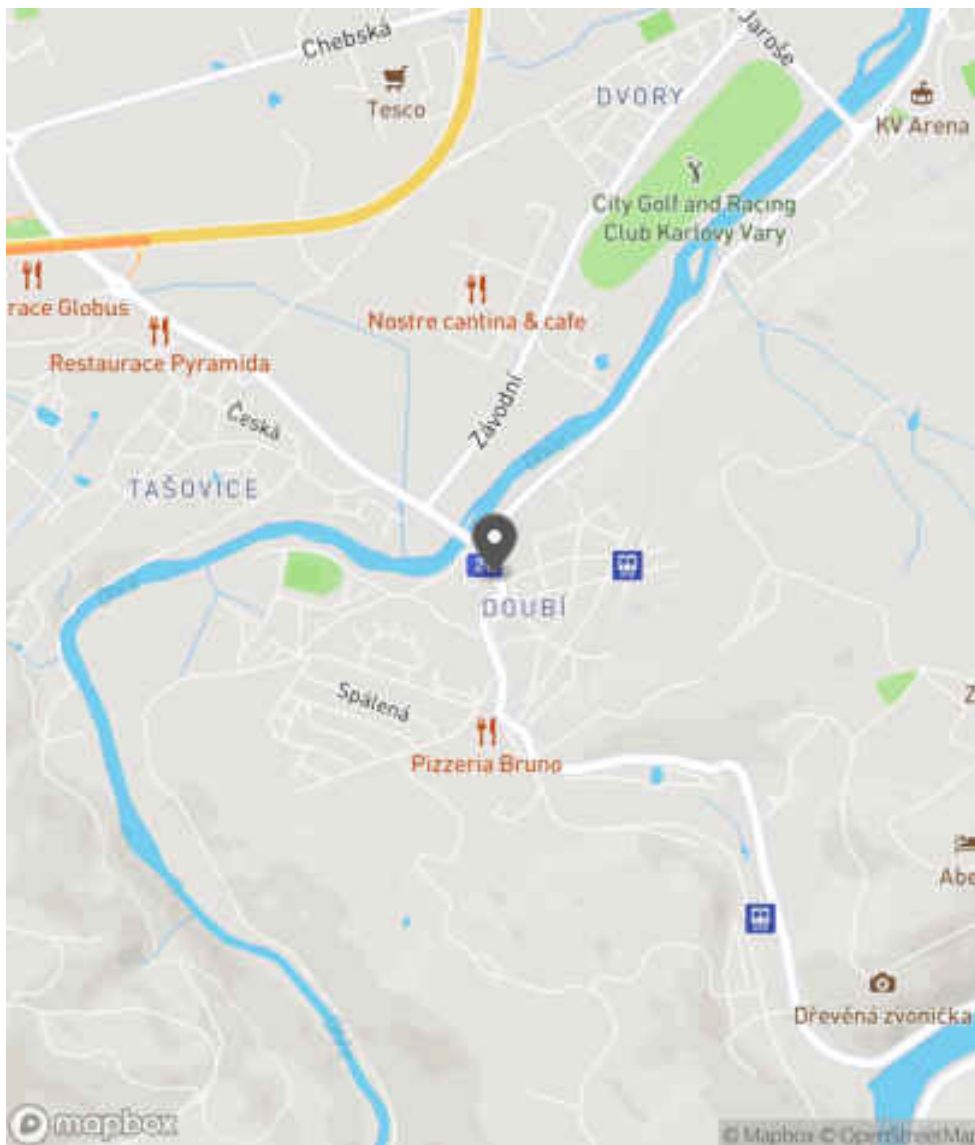 Chebská
Jaroše
Tesco
DVORY
KV Arena
City Golf and Racing
Club Karlovy Vary
race Globus
Nostre cantina & cafe
Restaurace Pyramida
Česká
Závodní
TAŠOVICE
DOUBÍ
Spálená
Z
Pizzeria Bruno
Abe
Dřevěná zvonička
mapbox
© Mapbox © OpenStreetMa